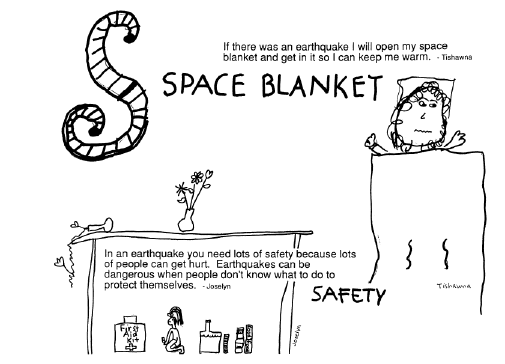 S
If there was an earthquake I will open my space
blanket and get in it so I can keep me warm. - Tishawna
SPACE BLANKET
In an earthquake you need lots of safety because lots
of people can get hurt. Earthquakes can be
dangerous when people don't know what to do to
protect themselves. - Joselyn
SAFETY
Tishawna
First
Aid
Kit
Joselyn